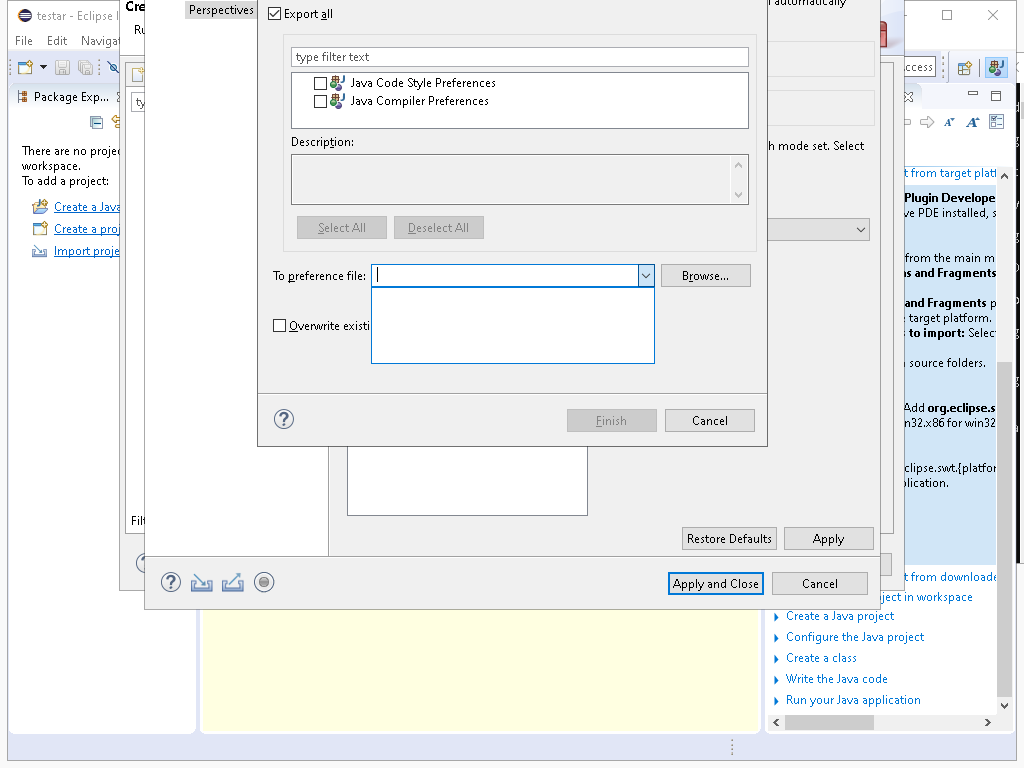 testar - Eclipse I
File Edit Navigat
Package Exp...
There are no projec
workspace.
To add a project:
Create a Java
Create a proj
Import proje
Cre
Ru
ty
Filt
Perspectives
Export all
type filter text
Java Code Style Preferences
Java Compiler Preferences
Description:
Select All
Deselect All
To preference file:
Browse...
Overwrite existi
Finish
Cancel
automatically
h mode set. Select
Restore Defaults
Apply
Apply and Close
Cancel
ccess
t from target platf
Plugin Develope
ve PDE installed, s
from the main m
ns and Fragments
and Fragments p
e target platform.
to import: Selec
source folders.
Add org.eclipse.s
n32.x86 for win32
clipse.swt.{platfor
plication.
t from downloade
ject in workspace
Create a Java project
Configure the Java project
Create a class
Write the Java code
Run your Java application